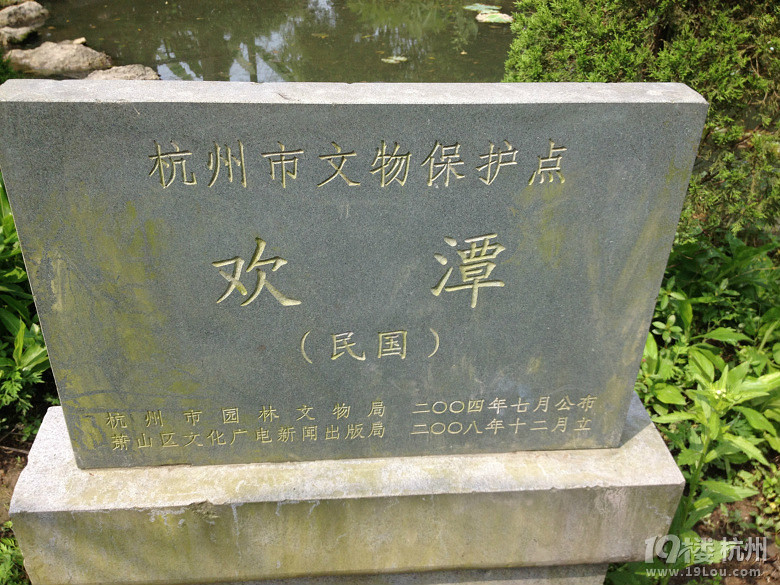 杭州市文物保护点
欢潭
（民国）
杭州市园林文物局 二〇〇四年七月公布
萧山区文化广电新闻出版局 二〇〇八年十二月立
19楼杭州
www.19Lou.com